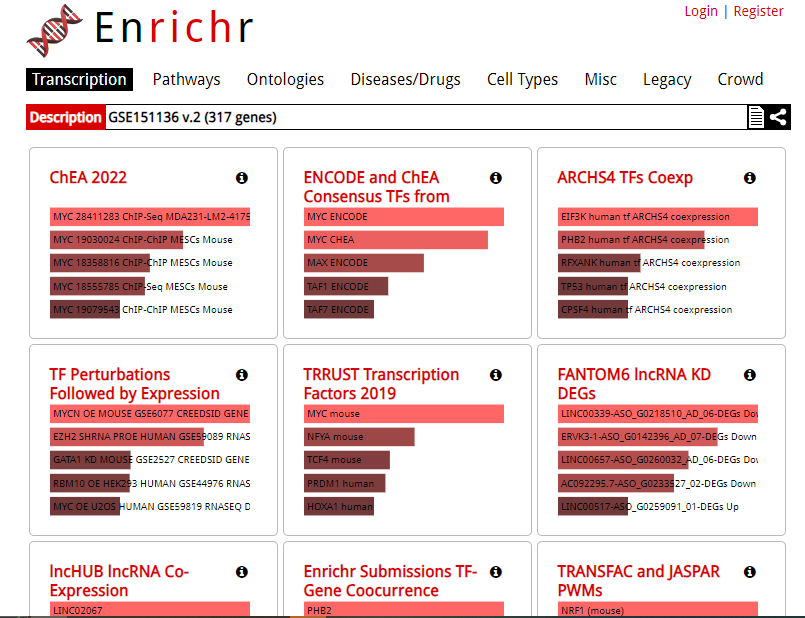 Login | Register
Enrichr
Transcription Pathways Ontologies Diseases/Drugs Cell Types Misc Legacy Crowd
Description GSE151136 v.2 (317 genes)
ChEA 2022
MYC 28411283 ChIP-Seq MDA231-LM2-4175
MYC 19030024 ChIP-ChIP MESCs Mouse
MYC 18358816 ChIP-ChIP MESCs Mouse
MYC 18555785 ChIP-Seq MESCs Mouse
MYC 19079543 ChIP-ChIP MESCs Mouse
ENCODE and ChEA
Consensus TFs from
MYC ENCODE
MYC CHEA
MAX ENCODE
TAF1 ENCODE
TAF7 ENCODE
ARCHS4 TFs Coexp
EIF3K human tf ARCHS4 coexpression
PHB2 human tf ARCHS4 coexpression
RFXANK human tf ARCHS4 coexpression
TP53 human tf ARCHS4 coexpression
CPSF4 human tf ARCHS4 coexpression
TF Perturbations
Followed by Expression
MYCN OE MOUSE GSE6077 CREEDSID GENE
EZH2 SHRNA PROE HUMAN GSE59089 RNAS
GATA1 KD MOUSE GSE2527 CREEDSID GENE
RBM10 OE HEK293 HUMAN GSE44976 RNAS
MYC OE U2OS HUMAN GSE59819 RNASEQ D
TRRUST Transcription
Factors 2019
MYC mouse
NFYA mouse
TCF4 mouse
PRDM1 human
HOXA1 human
FANTOM6 lncRNA KD
DEGs
LINC00339-ASO_G0218510_AD_06-DEGs Dow
ERVK3-1-ASO_G0142396_AD_07-DEGs Down
LINC00657-ASO_G0260032_AD_06-DEGs Dow
AC092295.7-ASO_G0233527_02-DEGs Down
LINC00517-ASO_G0259091_01-DEGs Up
lncHUB lncRNA Co-
Expression
LINC02067
Enrichr Submissions TF-
Gene Coocurrence
PHB2
TRANSFAC and JASPAR
PWMs
NRF1 (mouse)